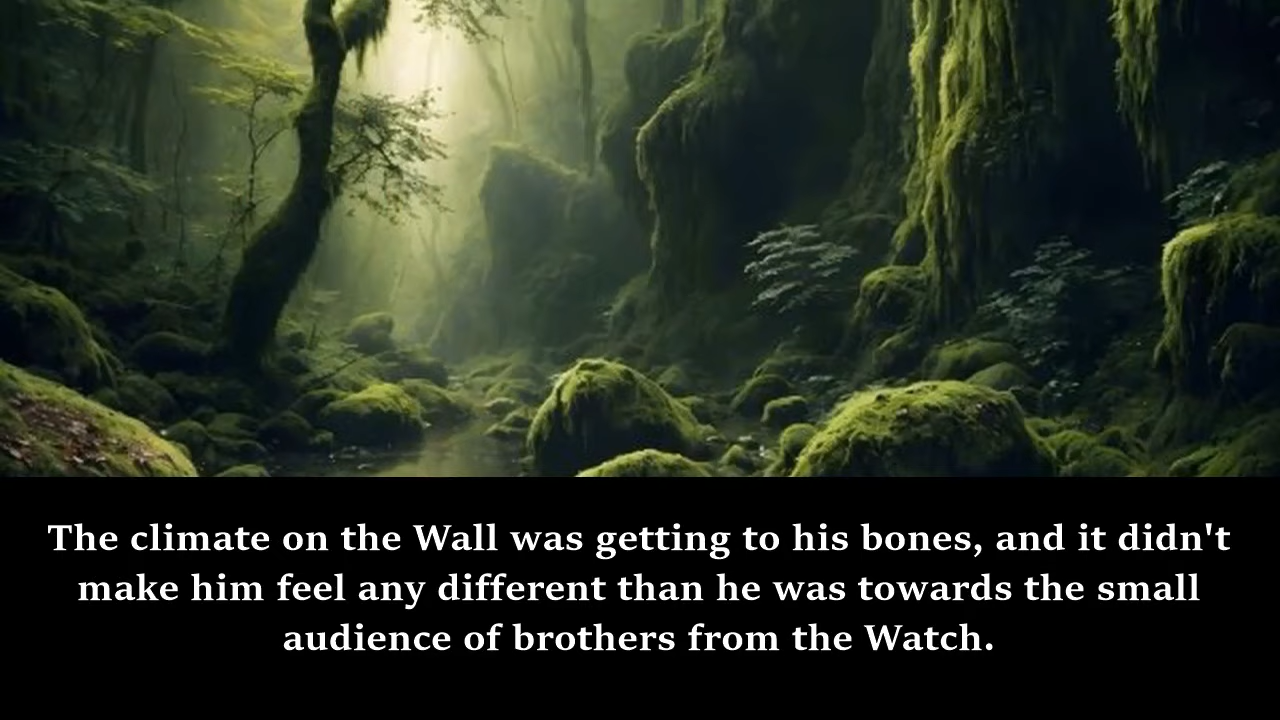 The climate on the Wall was getting to his bones, and it didn't
make him feel any different than he was towards the small
audience of brothers from the Watch.